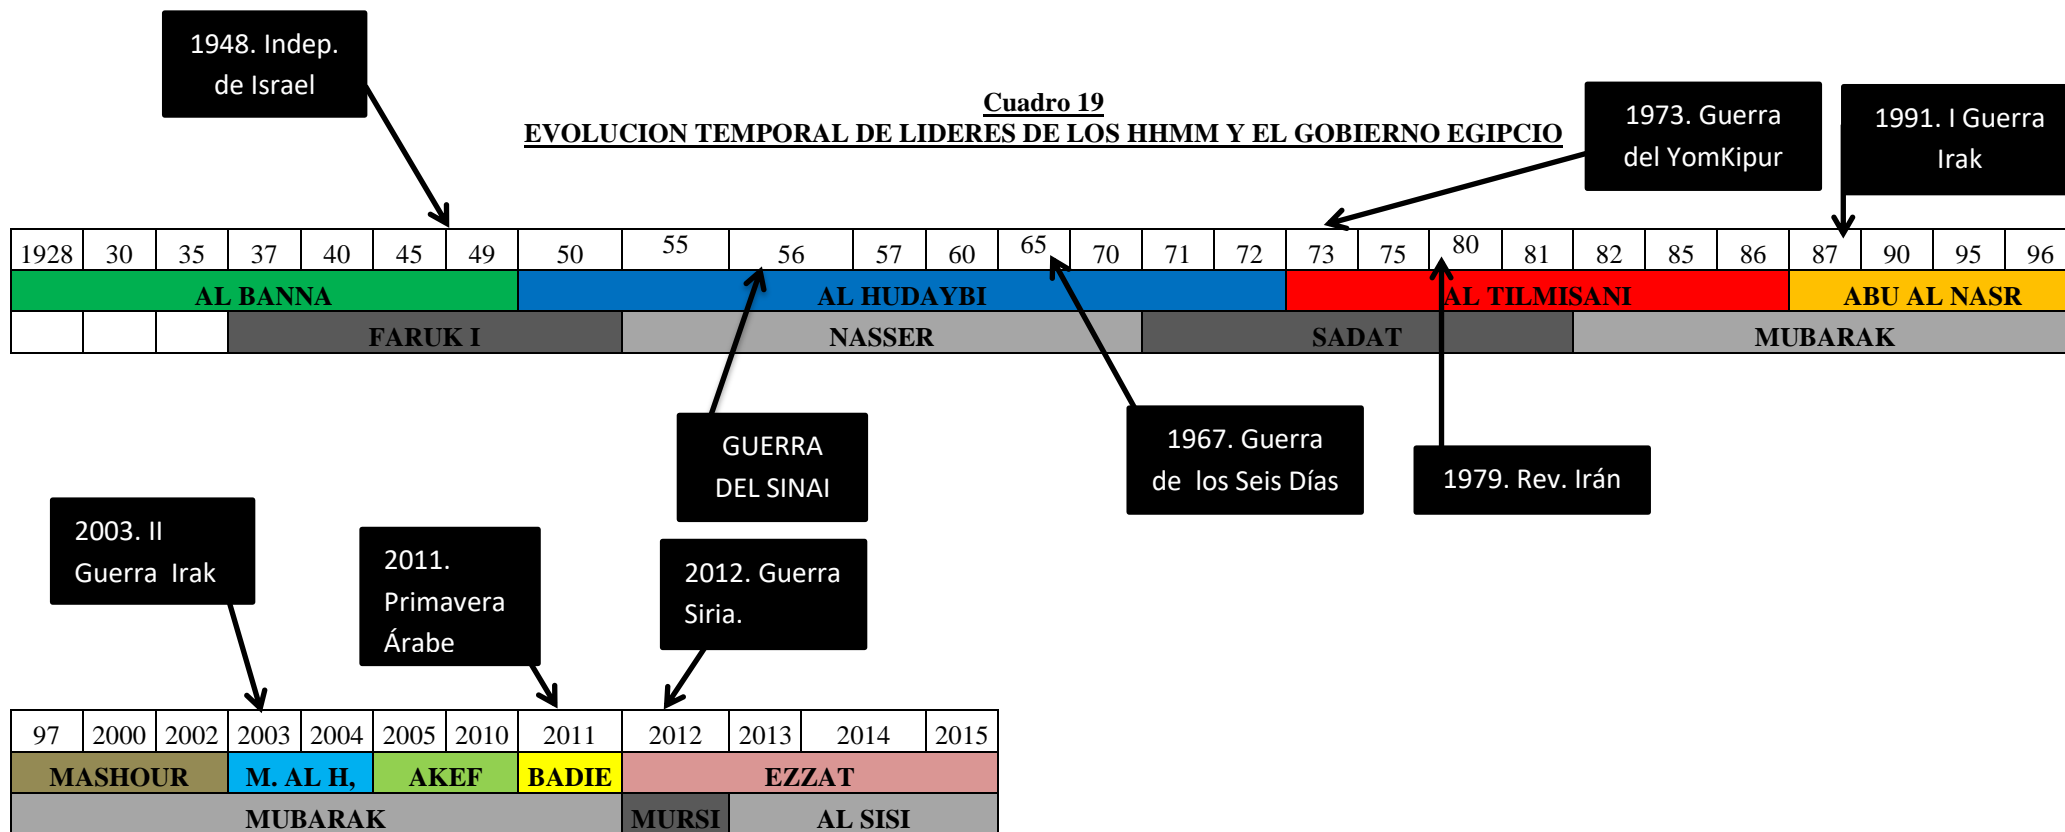 1948. Indep.
de Israel
Cuadro 19
EVOLUCION TEMPORAL DE LIDERES DE LOS HHMM Y EL GOBIERNO EGIPCIO
1973. Guerra
del YomKipur
1991. I Guerra
Irak
1928 30 35 37 40 45 49 50 55 56 57 60 65 70 71 72 73 75 80 81 82 85 86 87 90 95 96
AL BANNA AL HUDAYBI AL TILMISANI ABU AL NASR
FARUK I NASSER SADAT MUBARAK
GUERRA
DEL SINAI
1967. Guerra
de los Seis Días
1979. Rev. Irán
2003. II
Guerra Irak
2011.
Primavera
Árabe
2012. Guerra
Siria.
97 2000 2002 2003 2004 2005 2010 2011 2012 2013 2014 2015
MASHOUR M. AL H, AKEF BADIE EZZAT
MUBARAK MURSI AL SISI